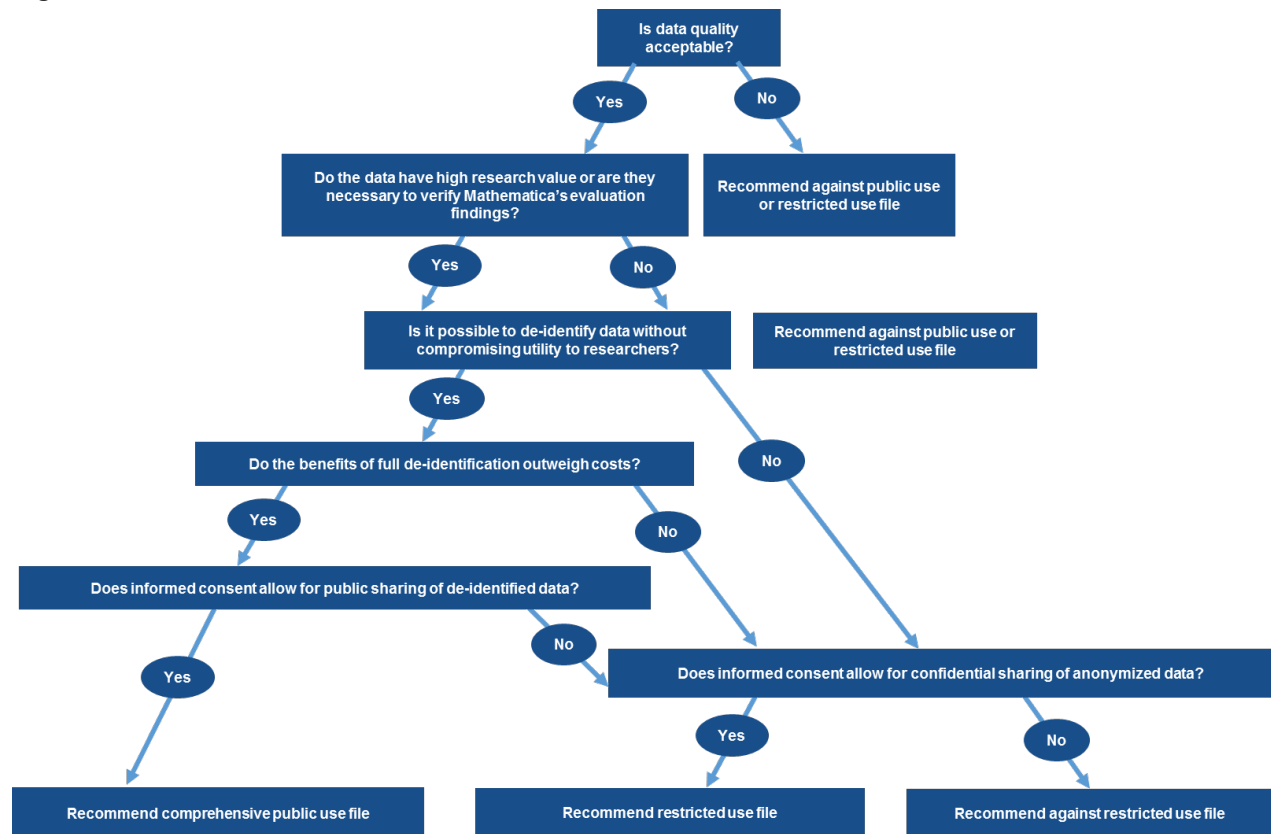 Is data quality
acceptable?
Yes
No
Do the data have high research value or are they
necessary to verify Mathematica's evaluation
findings?
Recommend against public use
or restricted use file
Yes
No
Is it possible to de-identify data without
compromising utility to researchers?
Recommend against public use or
restricted use file
Yes
No
Do the benefits of full de-identification outweigh costs?
Yes
No
Does informed consent allow for public sharing of de-identified data?
No
Yes
Does informed consent allow for confidential sharing of anonymized data?
Yes
No
Recommend comprehensive public use file
Recommend restricted use file
Recommend against restricted use file